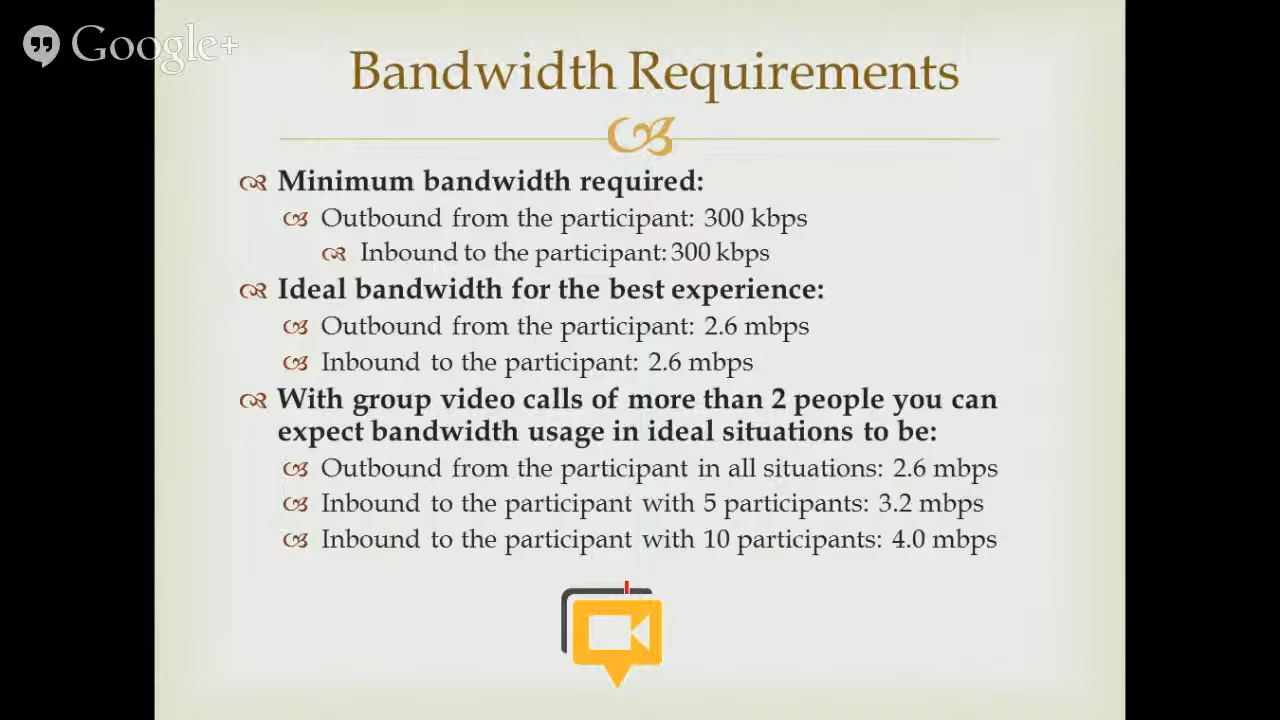 Google+
Bandwidth Requirements
Minimum bandwidth required:
Outbound from the participant: 300 kbps
Inbound to the participant: 300 kbps
Ideal bandwidth for the best experience:
Outbound from the participant: 2.6 mbps
Inbound to the participant: 2.6 mbps
With group video calls of more than 2 people you can
expect bandwidth usage in ideal situations to be:
Outbound from the participant in all situations: 2.6 mbps
Inbound to the participant with 5 participants: 3.2 mbps
Inbound to the participant with 10 participants: 4.0 mbps